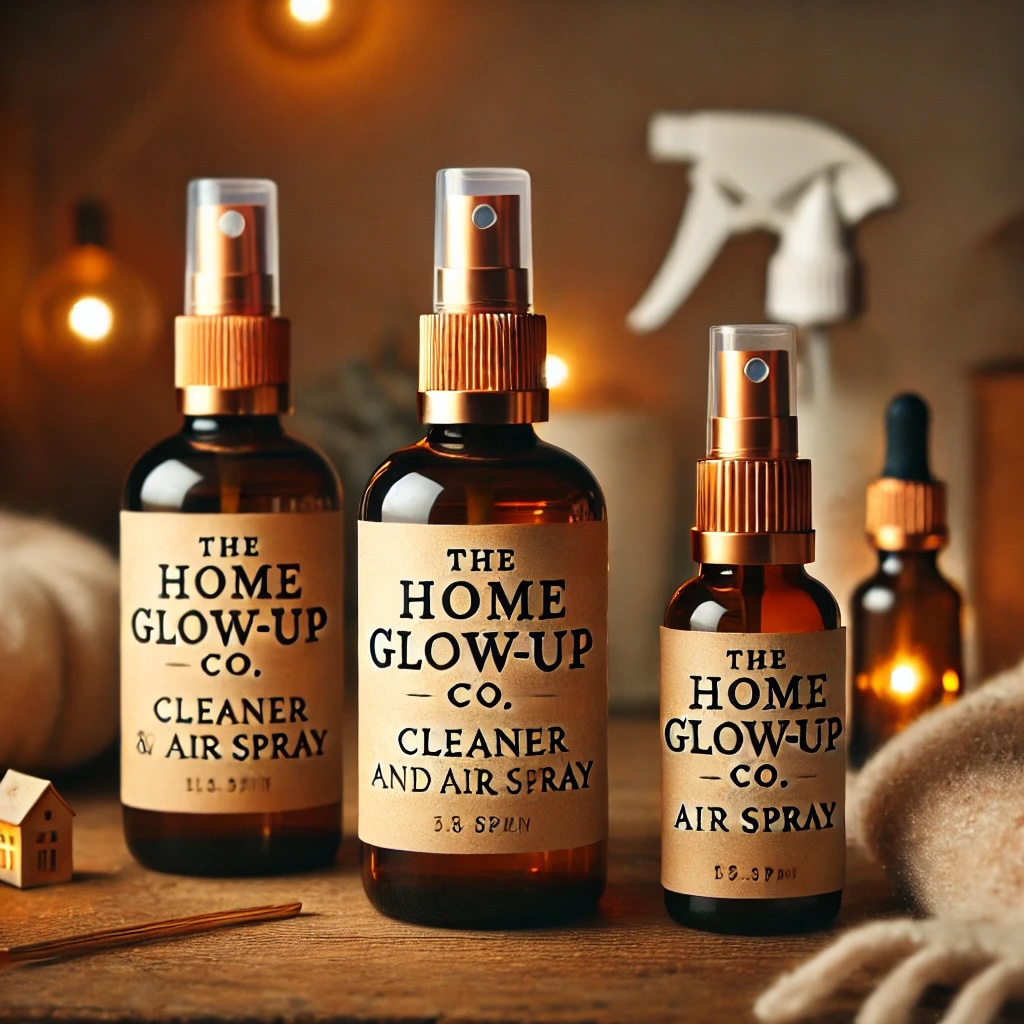 THE
HOME
GLOW-UP
CO.
CLEANER
& AIR SPRAY
THE
HOME
GLOW-UP
CO.
CLEANER
AND AIR SPRAY
THE
HOME
GLOW-UP
CO.
AIR SPRAY